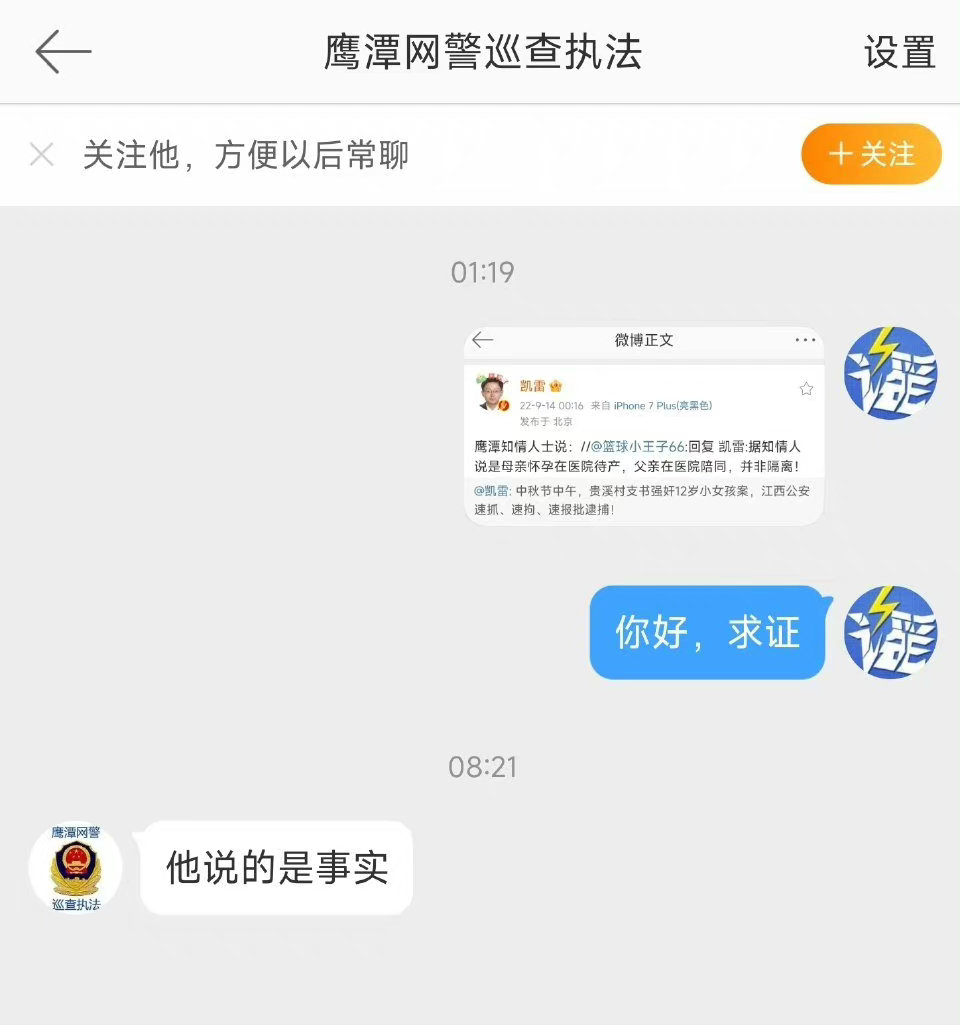 鹰潭网警巡查执法
设置
关注他，方便以后常聊
+关注
01:19
微博正文
凯雷
22-9-14 00:16 来自 iPhone 7 Plus(亮黑色)
发布于 北京
鹰潭知情人士说：//@篮球小王子66:回复 凯雷:据知情人
说是母亲怀孕在医院待产，父亲在医院陪同，并非隔离！
@凯雷: 中秋节中午，贵溪村支书强奸12岁小女孩案，江西公安
速抓、速拘、速报批逮捕！
你好，求证
08:21
鹰潭网警
巡查执法
他说的是事实